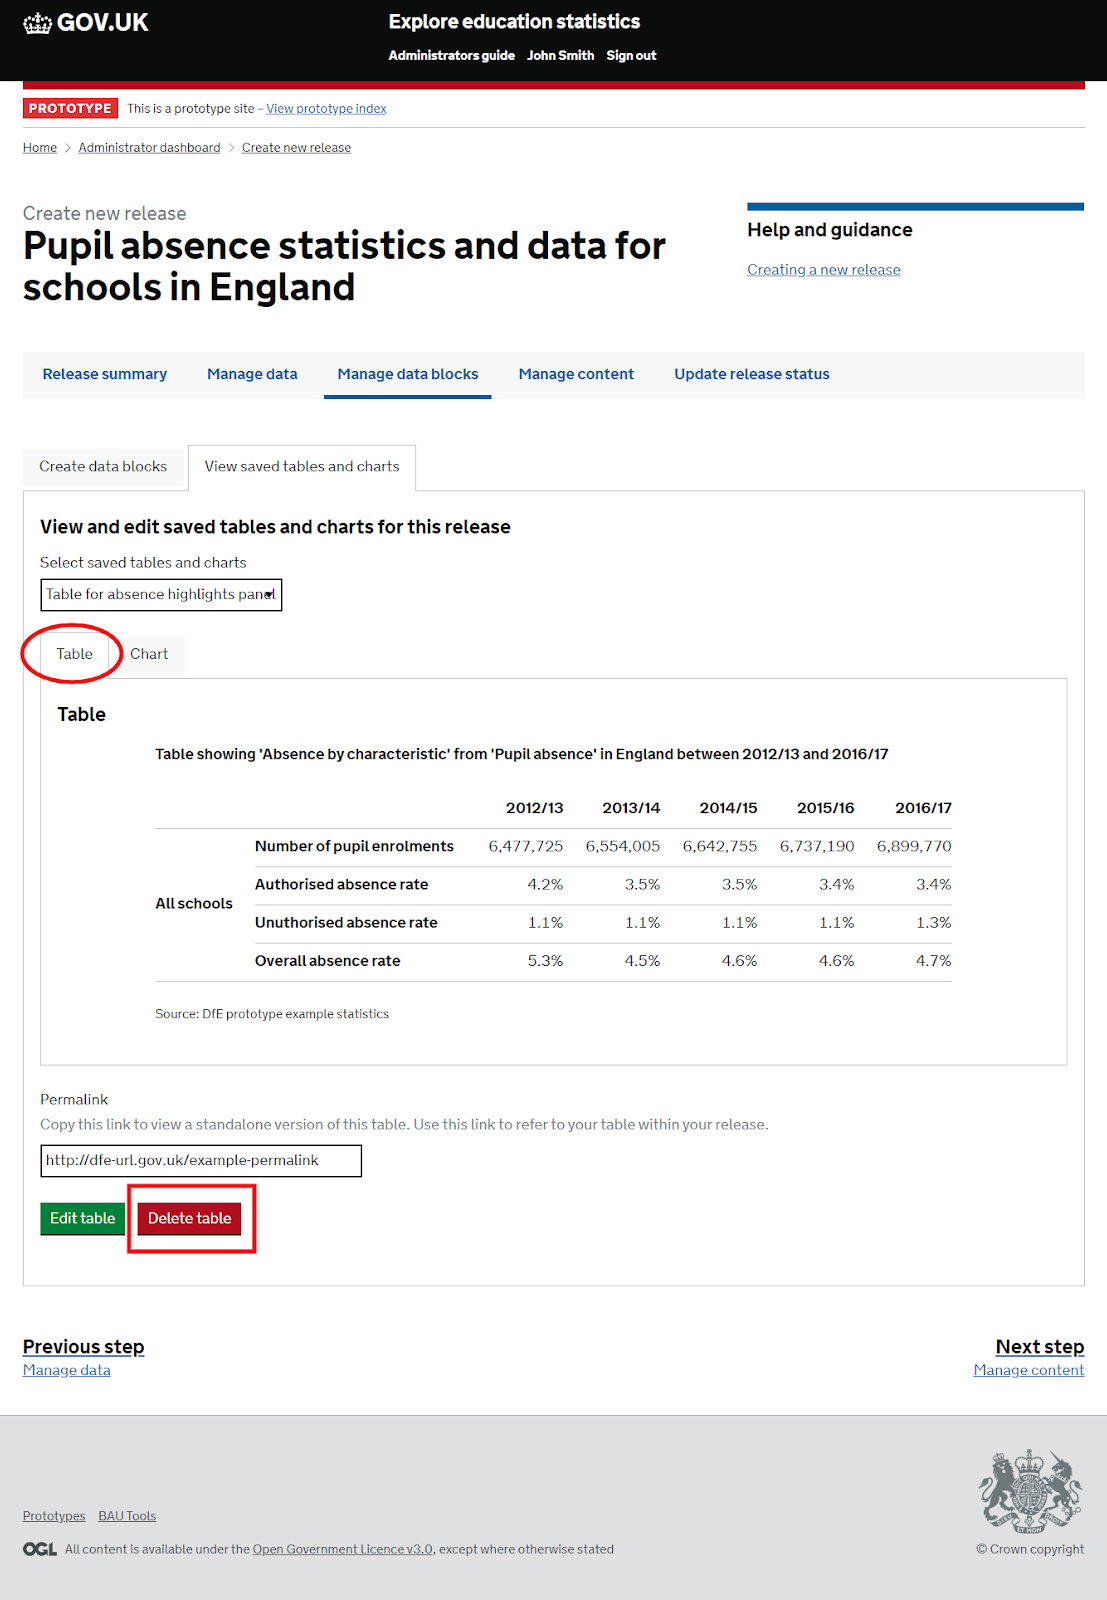 GOV.UK
Explore education statistics
Administrators guide John Smith Sign out
PROTOTYPE This is a prototype site – View prototype index
Home > Administrator dashboard > Create new release
Create new release
Pupil absence statistics and data for
schools in England
Help and guidance
Creating a new release
Release summary Manage data Manage data blocks Manage content Update release status
Create data blocks View saved tables and charts
View and edit saved tables and charts for this release
Select saved tables and charts
Table for absence highlights panel
Table Chart
Table
Table showing 'Absence by characteristic' from 'Pupil absence' in England between 2012/13 and 2016/17
2012/13 2013/14 2014/15 2015/16 2016/17
Number of pupil enrolments 6,477,725 6,554,005 6,642,755 6,737,190 6,899,770
Authorised absence rate 4.2% 3.5% 3.5% 3.4% 3.4%
All schools
Unuthorised absence rate 1.1% 1.1% 1.1% 1.1% 1.3%
Overall absence rate 5.3% 4.5% 4.6% 4.6% 4.7%
Source: DfE prototype example statistics
Permalink
Copy this link to view a standalone version of this table. Use this link to refer to your table within your release.
http://dfe-url.gov.uk/example-permalink
Edit table Delete table
Previous step
Manage data
Next step
Manage content
Prototypes BAU Tools
OGL All content is available under the Open Government Licence v3.0, except where otherwise stated
© Crown copyright